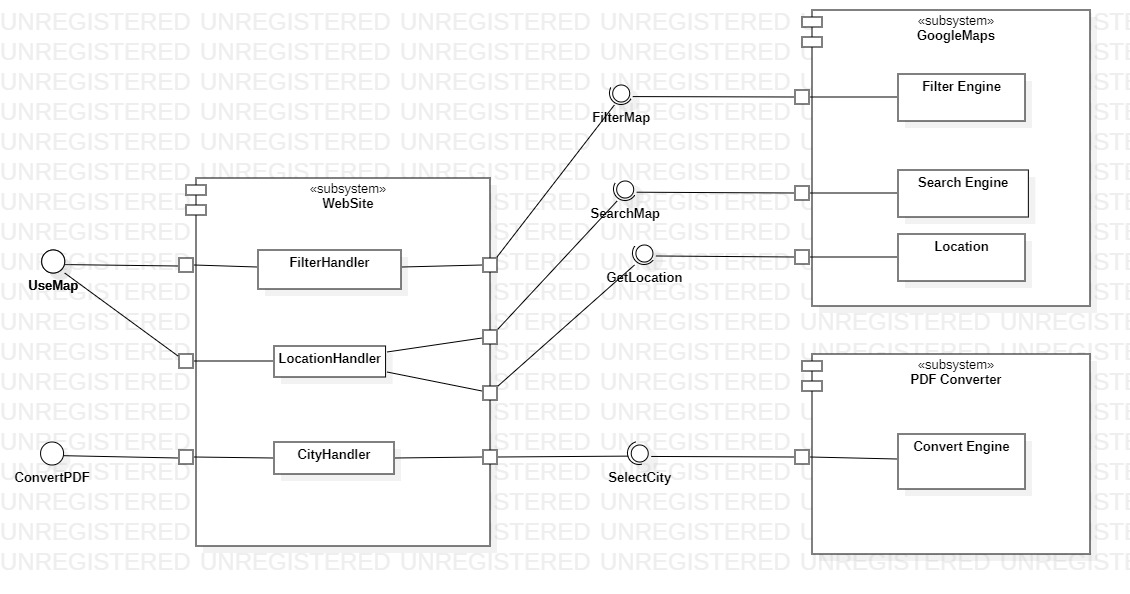 «subsystem»
GoogleMaps
Filter Engine
FilterMap
Search Engine
«subsystem»
WebSite
SearchMap
Location
FilterHandler
UseMap
GetLocation
LocationHandler
«subsystem»
PDF Converter
CityHandler
Convert Engine
ConvertPDF
SelectCity
UNREGISTERED